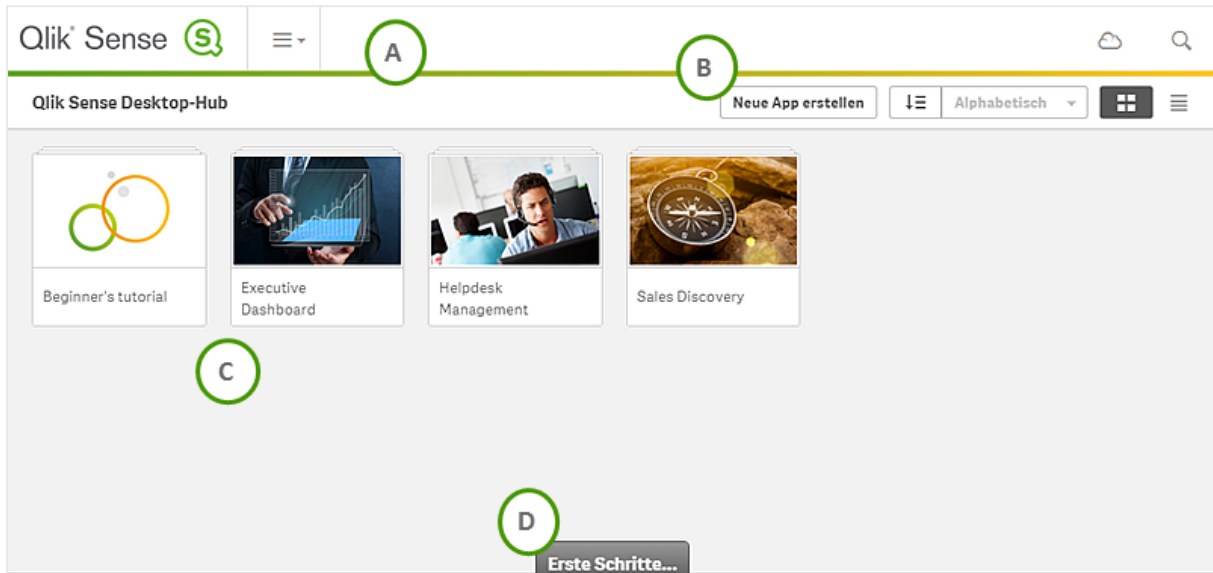 Qlik Sense
A
B
Qlik Sense Desktop-Hub
Neue App erstellen
Alphabetisch
Beginner's tutorial
Executive
Dashboard
Helpdesk
Management
Sales Discovery
C
D
Erste Schritte...